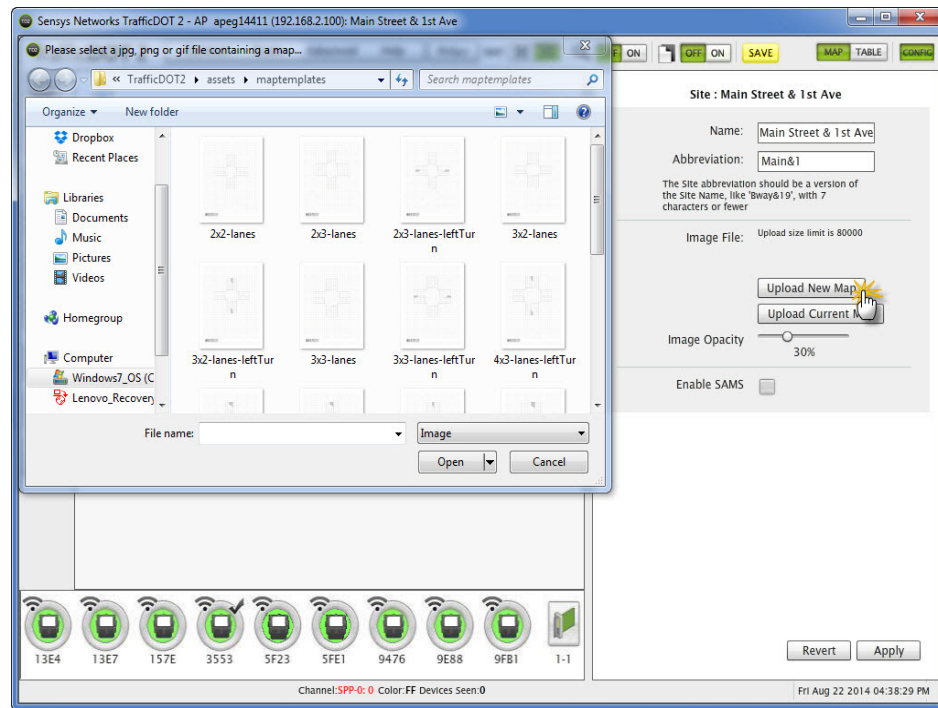 Sensys Networks TrafficDOT 2 - AP apeg14411 (192.168.2.100): Main Street & 1st Ave
Please select a jpg, png or gif file containing a map...
ON
OFF ON
SAVE
MAP TABLE
CONFIG
« TrafficDOT2 ▸ assets ▸ maptemplates
Search maptemplates
Organize
New folder
Dropbox
Recent Places
Libraries
Documents
Music
Pictures
Videos
Homegroup
Computer
Windows7_OS (C
Lenovo_Recovery
2x2-lanes
2x3-lanes
2x3-lanes-leftTur
n
3x2-lanes
3x2-lanes-leftTur
n
3x3-lanes
3x3-lanes-leftTur
n
4x3-lanes-leftTur
n
File name:
Image
Open
Cancel
Site : Main Street & 1st Ave
Name: Main Street & 1st Ave
Abbreviation: Main&1
The Site abbreviation should be a version of
the Site Name, like 'Bway&19', with 7
characters or fewer
Image File: Upload size limit is 80000
Upload New Map
Upload Current
Image Opacity
30%
Enable SAMS
13E4
13E7
157E
3553
5F23
5FE1
9476
9E88
9FB1
1-1
Revert
Apply
Channel:SPP-0: 0 Color:FF Devices Seen:0
Fri Aug 22 2014 04:38:29 PM